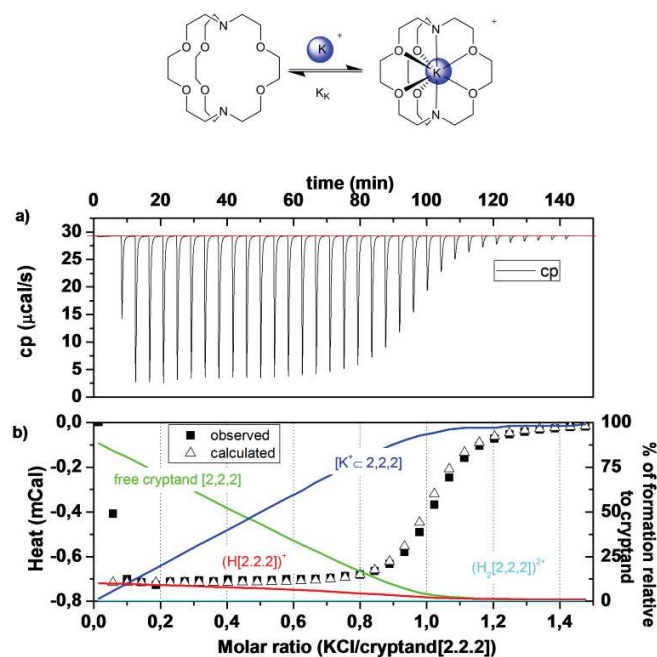 N
O
O
O
O
O
O
N
K
+
K_K
+
N
O
O
O
K
O
O
O
N
time (min)
0 20 40 60 80 100 120 140
a)
cp (µcal/s)
30
25
20
15
10
5
0
cp
b)
Heat (mCal)
0,0
-0,2
-0,4
-0,6
-0,8
observed
calculated
free cryptand [2,2,2]
[K⁺⊂ 2,2,2]
(H[2.2.2])⁺
(H₂[2,2,2])²⁺
100
75
50
25
0
% of formation relative
to cryptand
0,0 0,2 0,4 0,6 0,8 1,0 1,2 1,4
Molar ratio (KCl/cryptand[2.2.2])